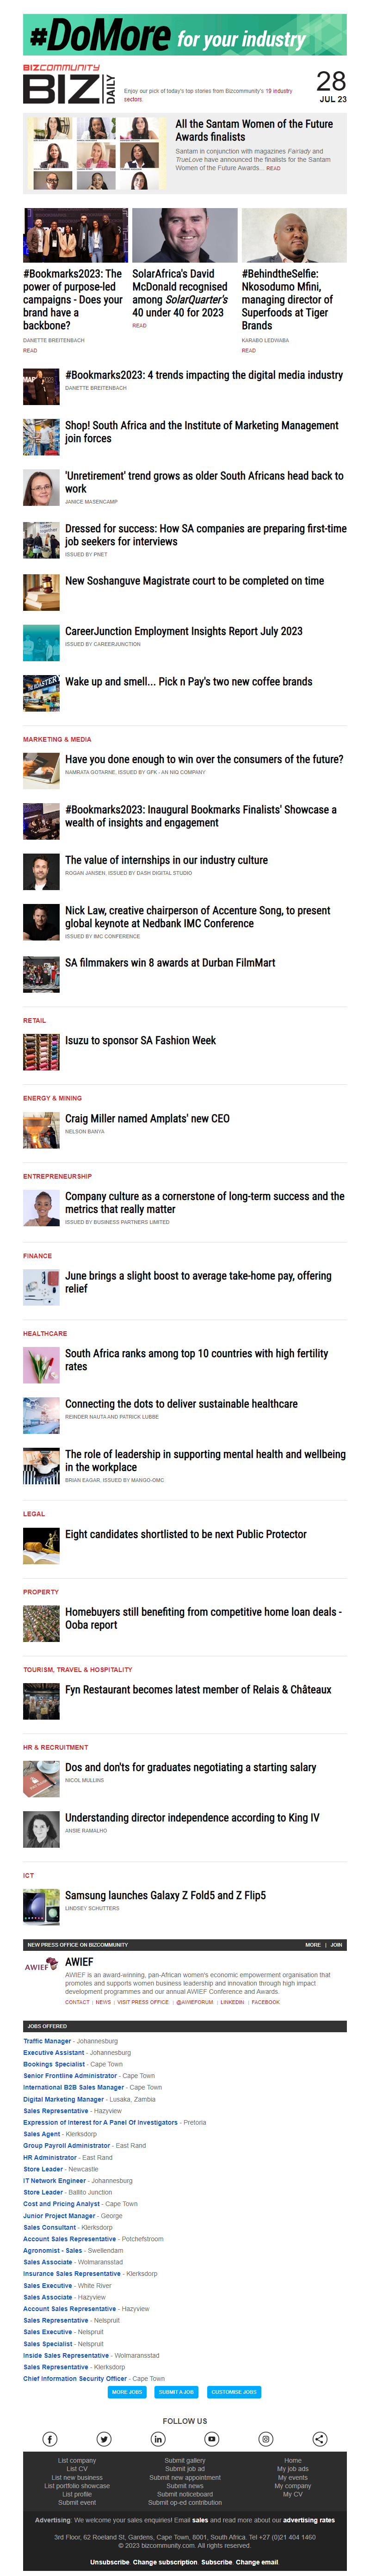 #DoMore for your industry
BIZCOMMUNITY
BIZ DAILY
Enjoy our pick of today's top stories from Bizcommunity's 19 industry
sectors.
28
JUL 23
All the Santam Women of the Future
Awards finalists
Santam in conjunction with magazines Fairlady and
TrueLove have announced the finalists for the Santam
Women of the Future Awards... READ
#Bookmarks2023: The
power of purpose-led
campaigns - Does your
brand have a
backbone?
DANETTE BREITENBACH
READ
SolarAfrica's David
McDonald recognised
among SolarQuarter's
40 under 40 for 2023
READ
#BehindtheSelfie:
Nkosodumo Mfini,
managing director of
Superfoods at Tiger
Brands
KARABO LEDWABA
READ
#Bookmarks2023: 4 trends impacting the digital media industry
DANETTE BREITENBACH
Shop! South Africa and the Institute of Marketing Management
join forces
'Unretirement' trend grows as older South Africans head back to
work
JANICE MASENCAMP
Dressed for success: How SA companies are preparing first-time
job seekers for interviews
ISSUED BY PNET
New Soshanguve Magistrate court to be completed on time
CareerJunction Employment Insights Report July 2023
ISSUED BY CAREERJUNCTION
Wake up and smell... Pick n Pay's two new coffee brands
MARKETING & MEDIA
Have you done enough to win over the consumers of the future?
NAMRATA GOTARNE, ISSUED BY GFK - AN NIQ COMPANY
#Bookmarks2023: Inaugural Bookmarks Finalists' Showcase a
wealth of insights and engagement
The value of internships in our industry culture
ROGAN JANSEN, ISSUED BY DASH DIGITAL STUDIO
Nick Law, creative chairperson of Accenture Song, to present
global keynote at Nedbank IMC Conference
ISSUED BY IMC CONFERENCE
SA filmmakers win 8 awards at Durban FilmMart
RETAIL
Isuzu to sponsor SA Fashion Week
ENERGY & MINING
Craig Miller named Amplats' new CEO
NELSON BANYA
ENTREPRENEURSHIP
Company culture as a cornerstone of long-term success and the
metrics that really matter
ISSUED BY BUSINESS PARTNERS LIMITED
FINANCE
June brings a slight boost to average take-home pay, offering
relief
HEALTHCARE
South Africa ranks among top 10 countries with high fertility
rates
Connecting the dots to deliver sustainable healthcare
REINDER NAUTA AND PATRICK LUBBE
The role of leadership in supporting mental health and wellbeing
in the workplace
BRIAN EAGAR, ISSUED BY MANGO-OMC
LEGAL
Eight candidates shortlisted to be next Public Protector
PROPERTY
Homebuyers still benefiting from competitive home loan deals -
Ooba report
TOURISM, TRAVEL & HOSPITALITY
Fyn Restaurant becomes latest member of Relais & Châteaux
HR & RECRUITMENT
Dos and don'ts for graduates negotiating a starting salary
NICOL MULLINS
Understanding director independence according to King IV
ANSIE RAMALHO
ICT
Samsung launches Galaxy Z Fold5 and Z Flip5
LINDSEY SCHUTTERS
NEW PRESS OFFICE ON BIZCOMMUNITY MORE | JOIN
AWIEF
AWIEF
AWIEF is an award-winning, pan-African women's economic empowerment organisation that
promotes and supports women business leadership and innovation through high impact
development programmes and our annual AWIEF Conference and Awards.
CONTACT | NEWS | VISIT PRESS OFFICE | @AWIEFORUM | LINKEDIN | FACEBOOK
JOBS OFFERED
Traffic Manager - Johannesburg
Executive Assistant - Johannesburg
Bookings Specialist - Cape Town
Senior Frontline Administrator - Cape Town
International B2B Sales Manager - Cape Town
Digital Marketing Manager - Lusaka, Zambia
Sales Representative - Hazyview
Expression of Interest for A Panel Of Investigators - Pretoria
Sales Agent - Klerksdorp
Group Payroll Administrator - East Rand
HR Administrator - East Rand
Store Leader - Newcastle
IT Network Engineer - Johannesburg
Store Leader - Ballito Junction
Cost and Pricing Analyst - Cape Town
Junior Project Manager - George
Sales Consultant - Klerksdorp
Account Sales Representative - Potchefstroom
Agronomist - Sales - Swellendam
Sales Associate - Wolmaransstad
Insurance Sales Representative - Klerksdorp
Sales Executive - White River
Sales Associate - Hazyview
Account Sales Representative - Hazyview
Sales Representative - Nelspruit
Sales Executive - Nelspruit
Sales Specialist - Nelspruit
Inside Sales Representative - Wolmaransstad
Sales Representative - Klerksdorp
Chief Information Security Officer - Cape Town
MORE JOBS SUBMIT A JOB CUSTOMISE JOBS
FOLLOW US
List company
List CV
List new business
List portfolio showcase
List profile
Submit event
Submit gallery
Submit job ad
Submit new appointment
Submit news
Submit noticeboard
Submit op-ed contribution
Home
My job ads
My events
My company
My CV
Advertising: We welcome your sales enquiries! Email sales and read more about our advertising rates.
3rd Floor, 62 Roeland St, Gardens, Cape Town, 8001, South Africa. Tel +27 (0)21 404 1460
© 2023 bizcommunity.com. All rights reserved.
Unsubscribe. Change subscription. Subscribe. Change email.